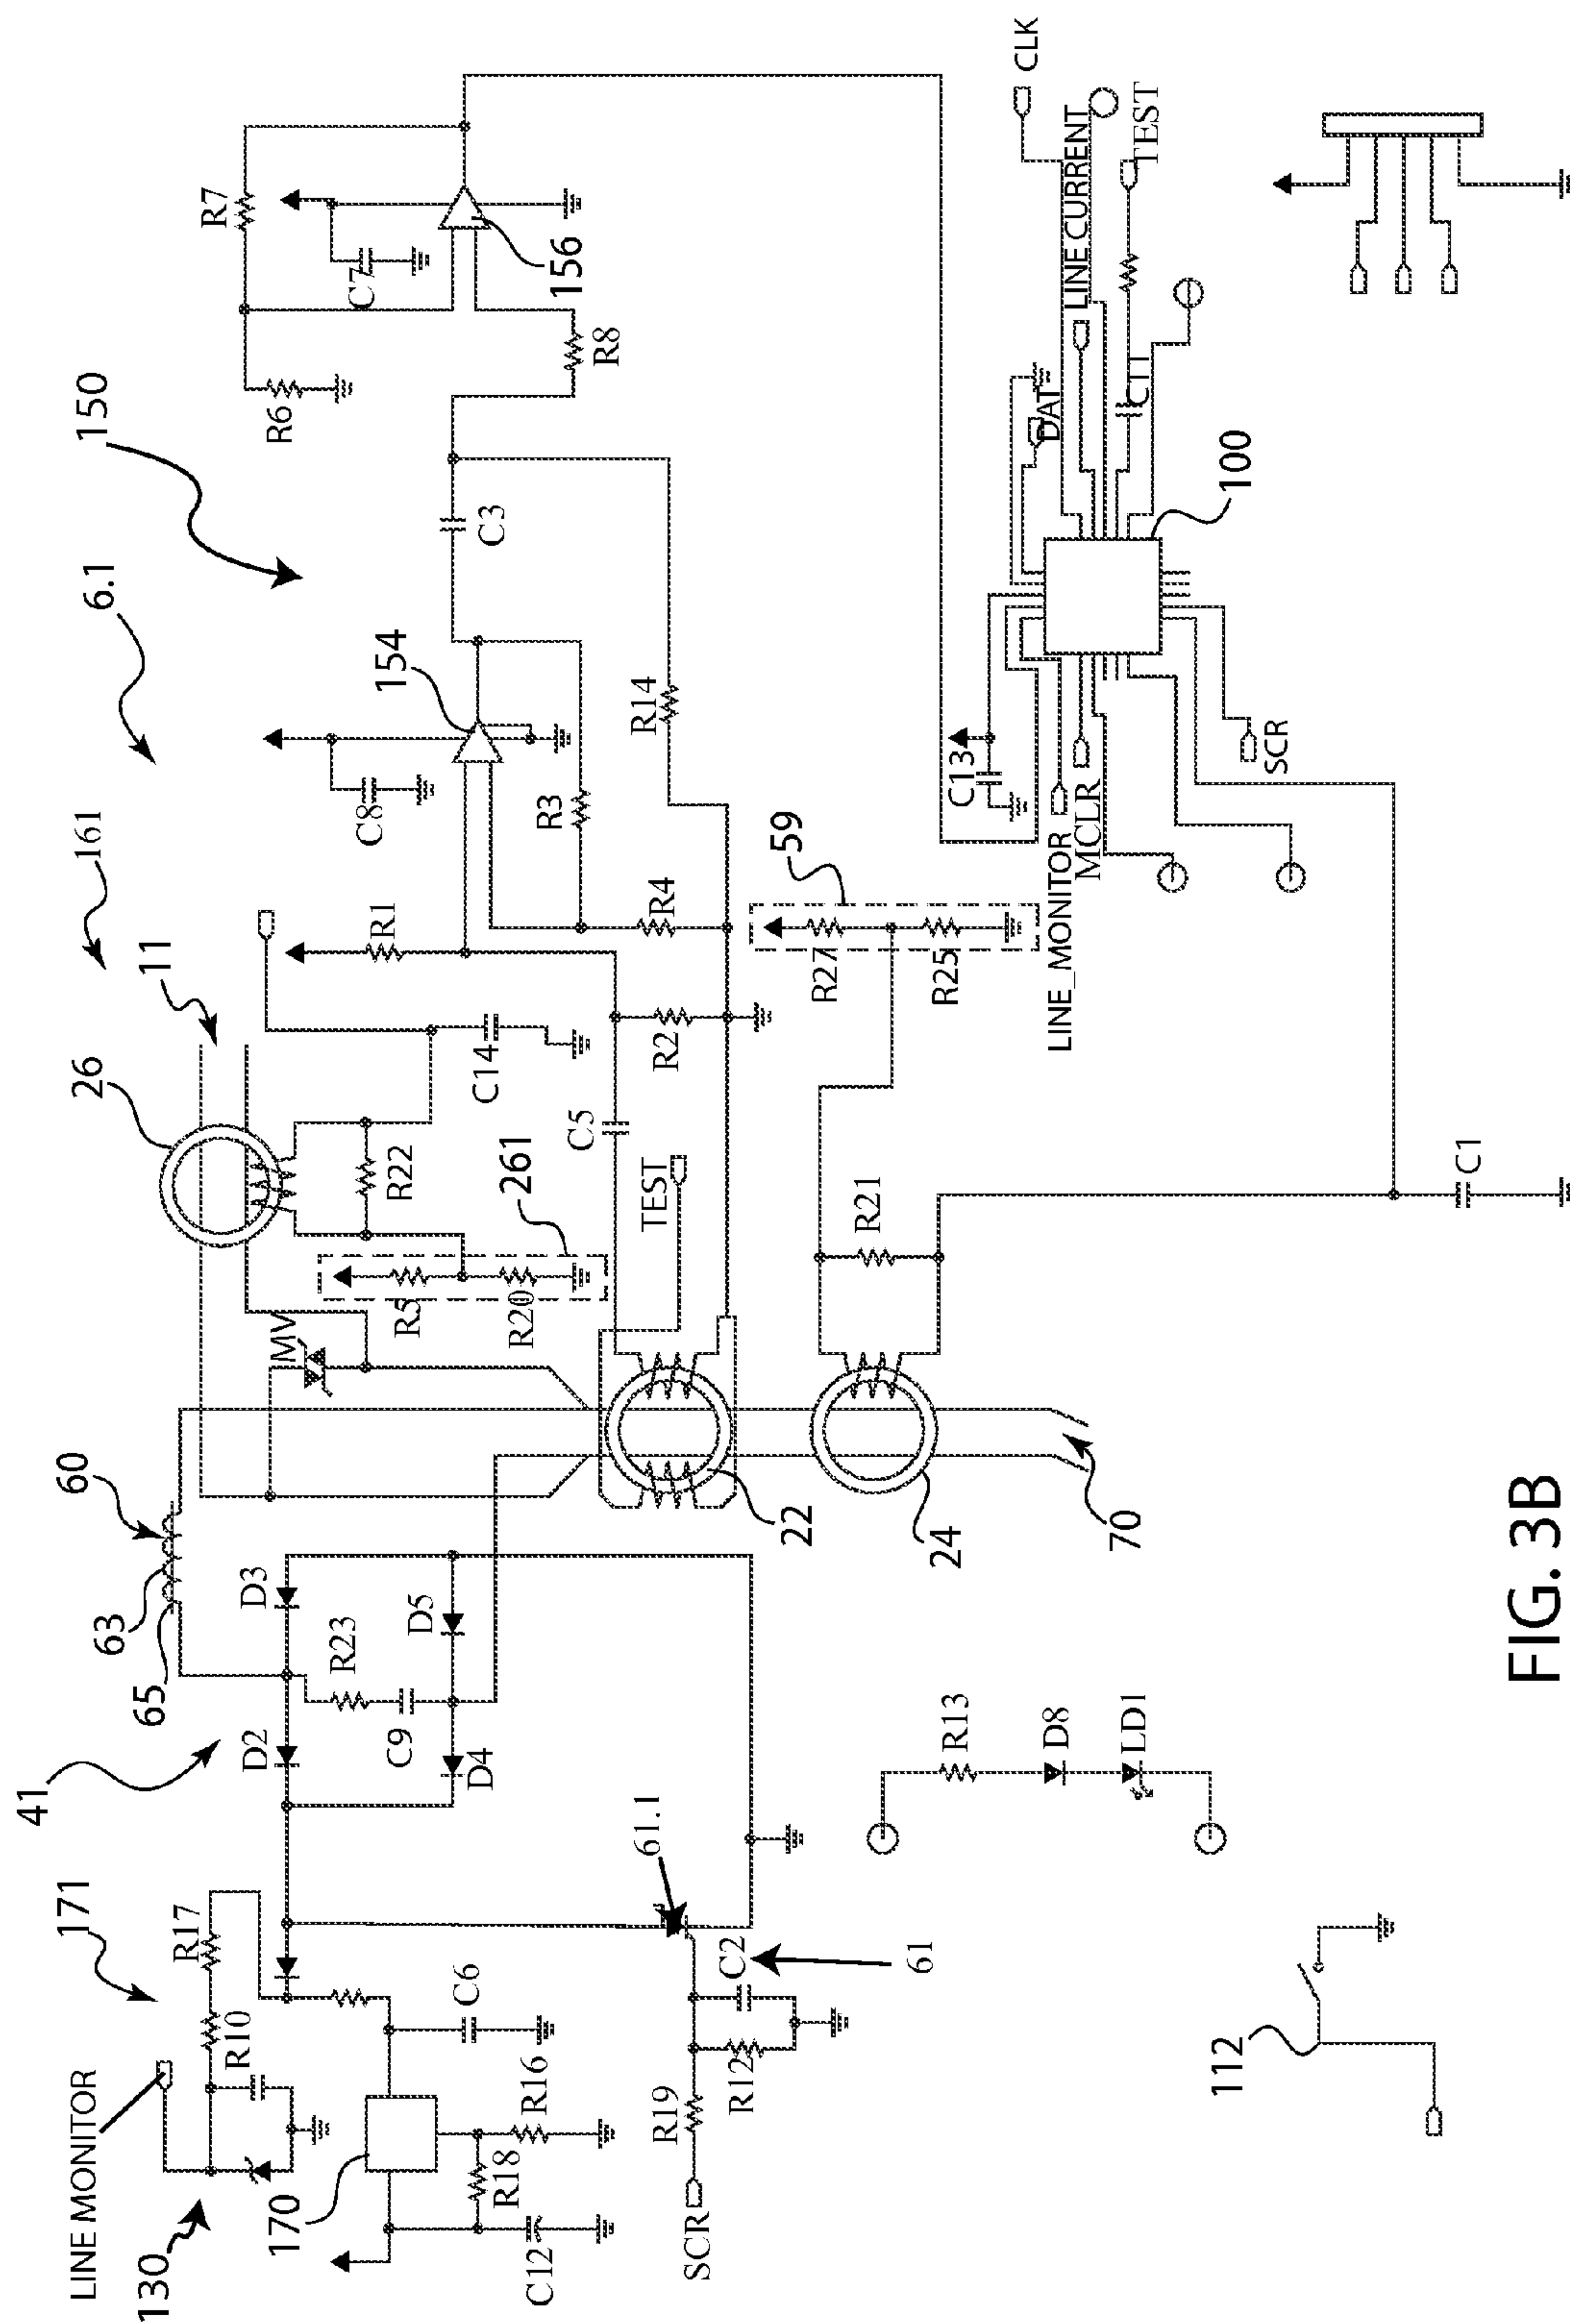 LINE MONITOR
130
171
R17
R10
170
R18
R16
C6
C12
SCR
R19
R12
C2
61
61.1
41
D2
D3
R23
C9
D4
D5
65
63
60
MV
26
11
161
6.1
150
R5
R20
261
R22
C14
R1
C5
R2
TEST
22
24
70
R4
R3
C8
154
R14
C3
R6
R7
C7
156
R8
59
R27
R25
R21
C1
LINE_MONITOR
MCLR
C13
SCR
100
DAT
C11
LINE CURRENT
TEST
CLK
R13
D8
LD1
112
FIG. 3B